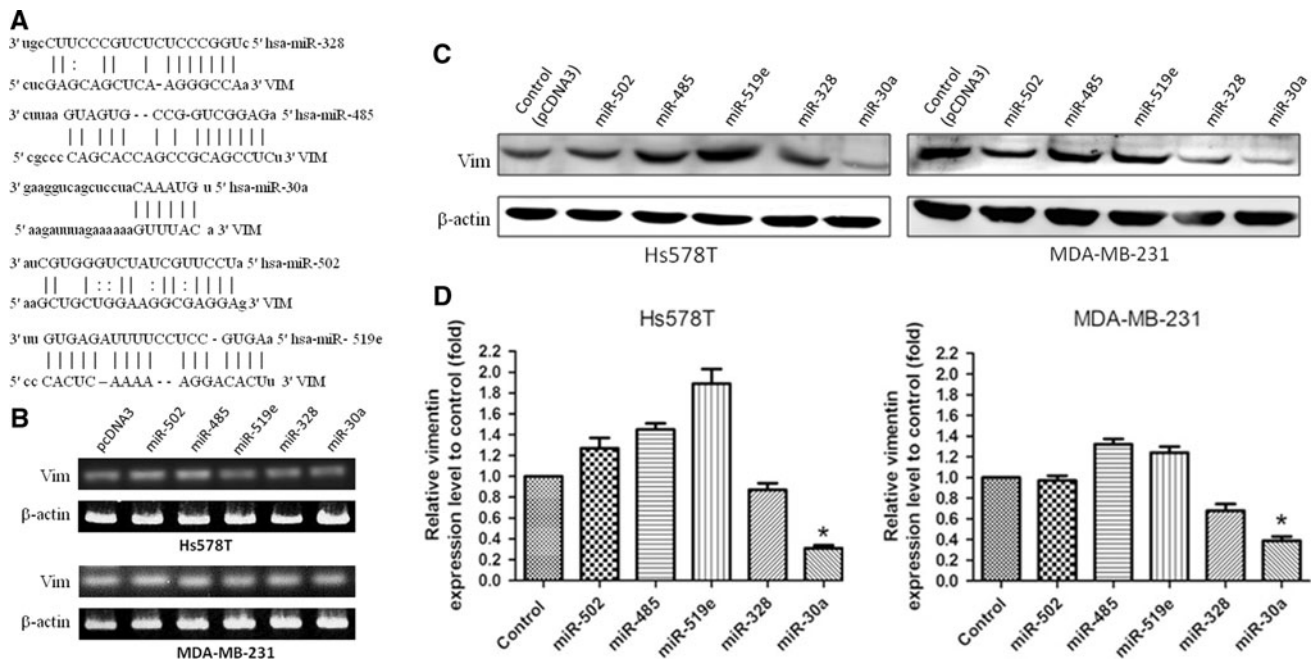 A
3' ugcCUUCCCGUCUCUCCCGGUc 5' hsa-miR-328
5' cucGAGCAGCUCA-AGGGCCAa 3' VIM
3' cuuaa GUAGUG--CCG-GUCGGAGa 5' hsa-miR-485
5' cgccc CAGCACCAGCCGCAGCCUCu 3' VIM
3' gaaggucagcuccuaCAAAUG u 5' hsa-miR-30a
5' aagauuuagaaaaaaGUUUAC a 3' VIM
3' auCGUGGGUCUAUCGUUCCUa 5' hsa-miR-502
5' aaGCUGCUGGAAGGCGAGGAg 3' VIM
3' uu GUGAGAUUUUCCUCC-GUGAa 5' hsa-miR-519e
5' cc CACUC-AAAA--AGGACACUu 3' VIM
B
pcDNA3 miR-502 miR-485 miR-519e miR-328 miR-30a
Vim
β-actin
Hs578T
Vim
β-actin
MDA-MB-231
C
Control (pCDNA3) miR-502 miR-485 miR-519e miR-328 miR-30a
Control (pCDNA3) miR-502 miR-485 miR-519e miR-328 miR-30a
Vim
β-actin
Hs578T
MDA-MB-231
D
Hs578T
Relative vimentin
expression level to control (fold)
2.2
2.0
1.8
1.6
1.4
1.2
1.0
0.8
0.6
0.4
0.2
0.0
*
Control miR-502 miR-485 miR-519e miR-328 miR-30a
MDA-MB-231
Relative vimentin
expression level to control (fold)
2.2
2.0
1.8
1.6
1.4
1.2
1.0
0.8
0.6
0.4
0.2
0.0
*
Control miR-502 miR-485 miR-519e miR-328 miR-30a